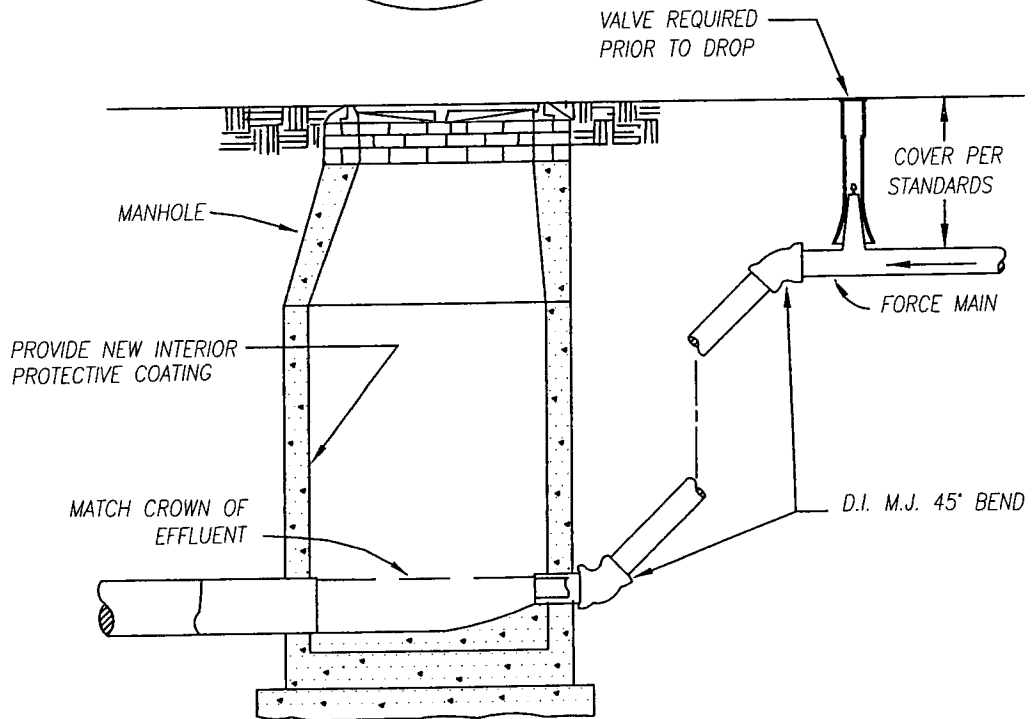 VALVE REQUIRED
PRIOR TO DROP
COVER PER
STANDARDS
MANHOLE
FORCE MAIN
PROVIDE NEW INTERIOR
PROTECTIVE COATING
MATCH CROWN OF
EFFLUENT
D.I. M.J. 45° BEND